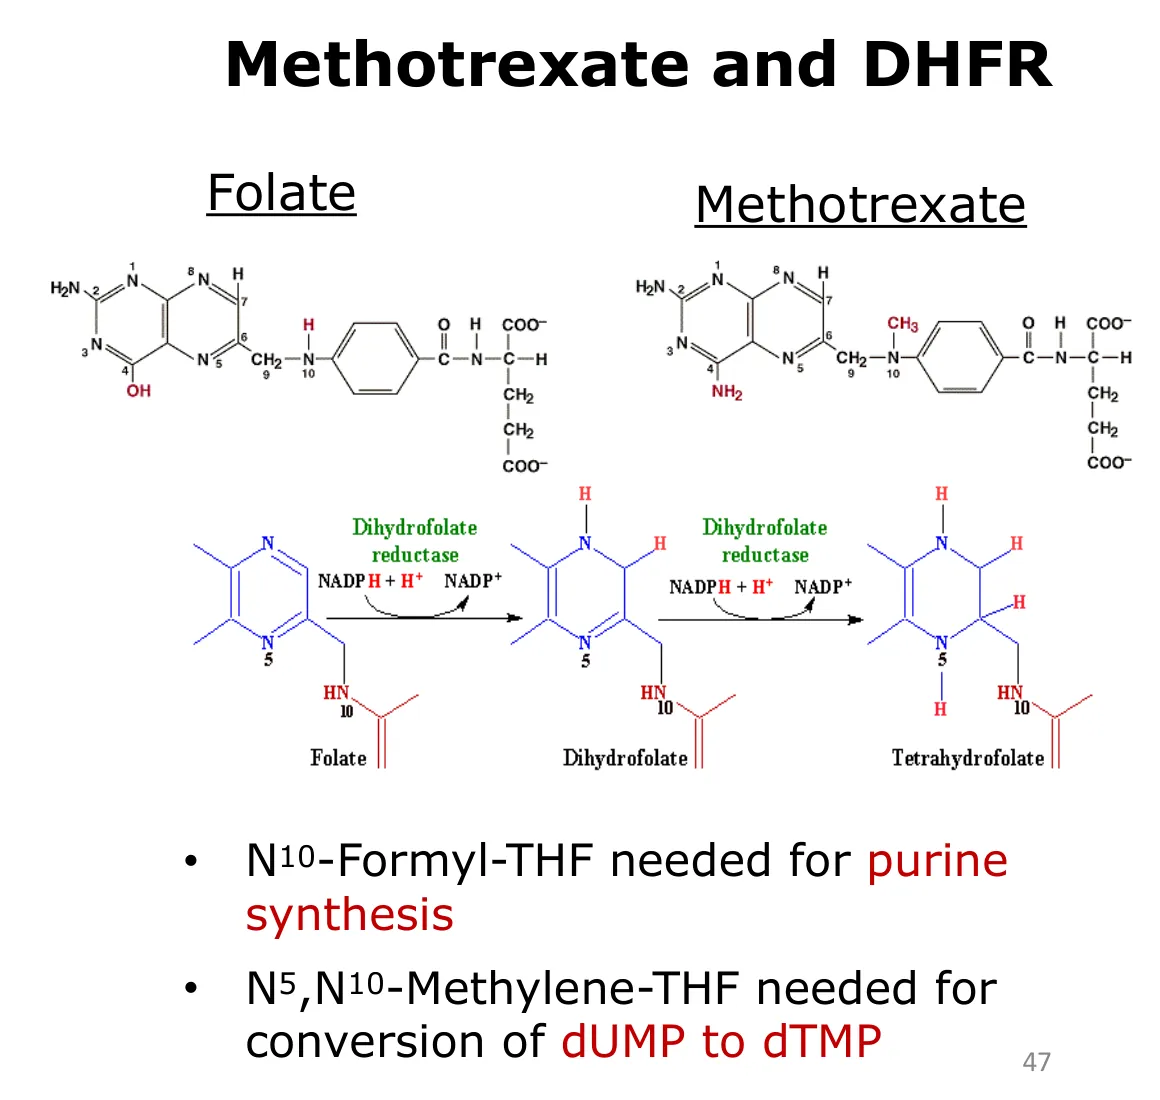 Methotrexate and DHFR
Folate
Methotrexate
H₂N
1
N
2
N
3
4
OH
8
N
H
7
6
N
5
CH₂
9
H
N
10
O
C
H
N
COO⁻
C
H
CH₂
CH₂
COO⁻
H₂N
1
N
2
N
3
4
NH₂
8
N
H
7
6
N
5
CH₂
9
CH₃
N
10
O
C
H
N
COO⁻
C
H
CH₂
CH₂
COO⁻
N
N
5
HN
10
Folate
Dihydrofolate
reductase
NADPH + H⁺ NADP⁺
H
N
H
N
5
HN
10
Dihydrofolate
Dihydrofolate
reductase
NADPH + H⁺ NADP⁺
H
N
H
H
N
5
H
HN
10
Tetrahydrofolate
• N¹⁰-Formyl-THF needed for purine
synthesis
• N⁵,N¹⁰-Methylene-THF needed for
conversion of dUMP to dTMP
47